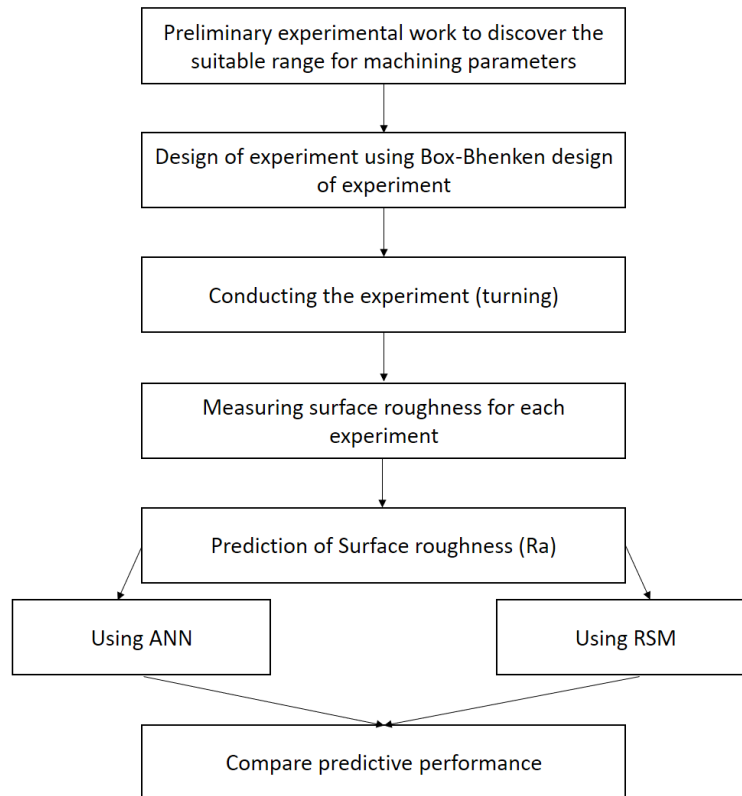 Preliminary experimental work to discover the
suitable range for machining parameters
Design of experiment using Box-Bhenken design
of experiment
Conducting the experiment (turning)
Measuring surface roughness for each
experiment
Prediction of Surface roughness (Ra)
Using ANN
Using RSM
Compare predictive performance